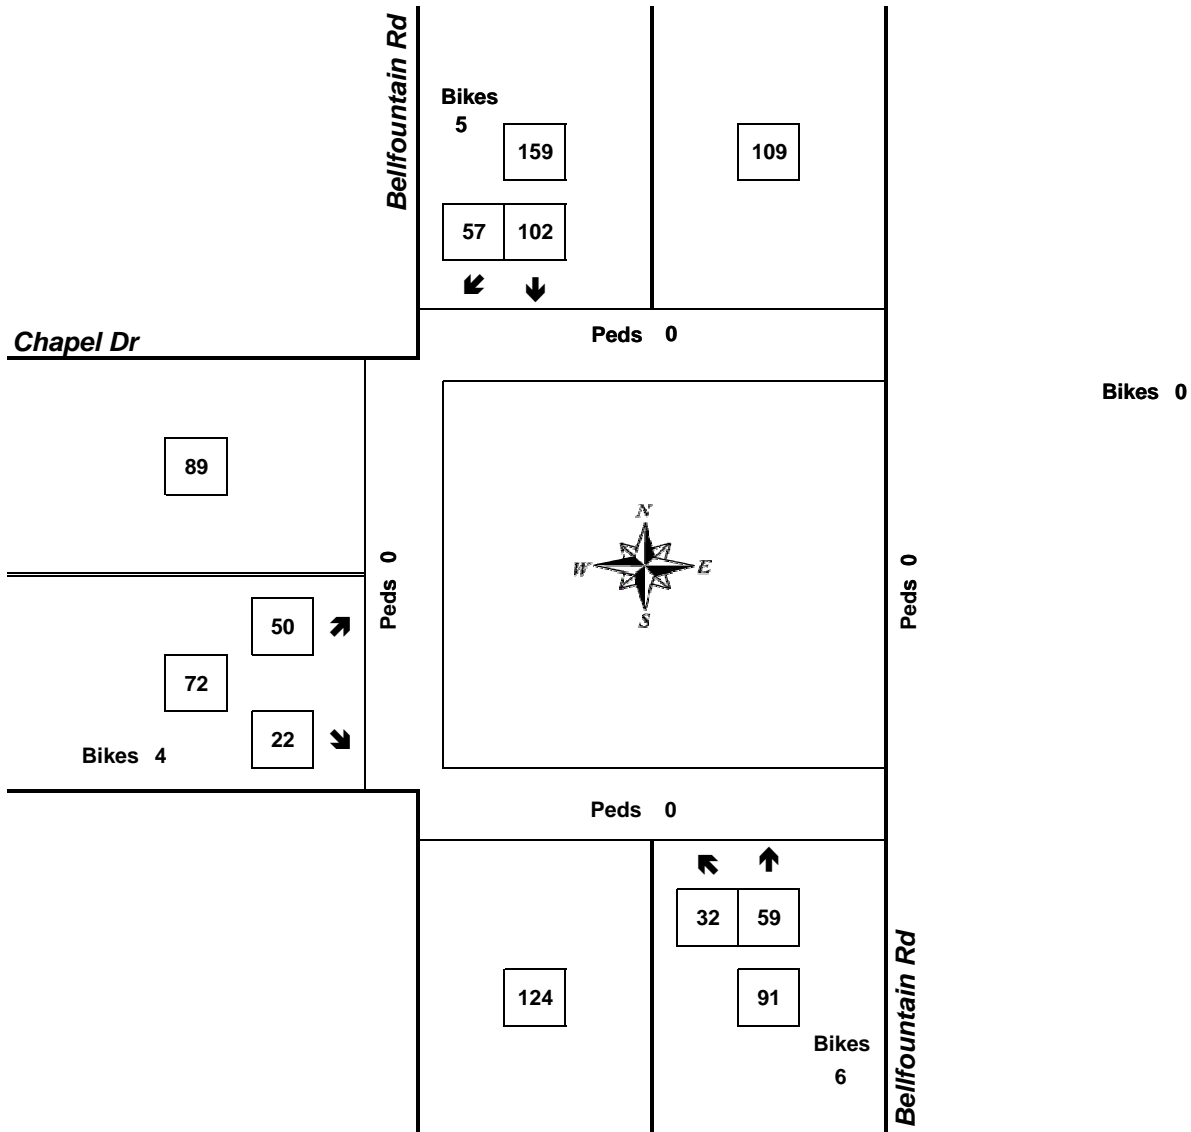 Bellfountain Rd
Bikes
5
159
109
57 102
Chapel Dr
Peds 0
Bikes 0
89
N
W E
S
Peds 0
Peds 0
50
72
22
Bikes 4
Peds 0
32 59
124
91
Bikes
6
Bellfountain Rd